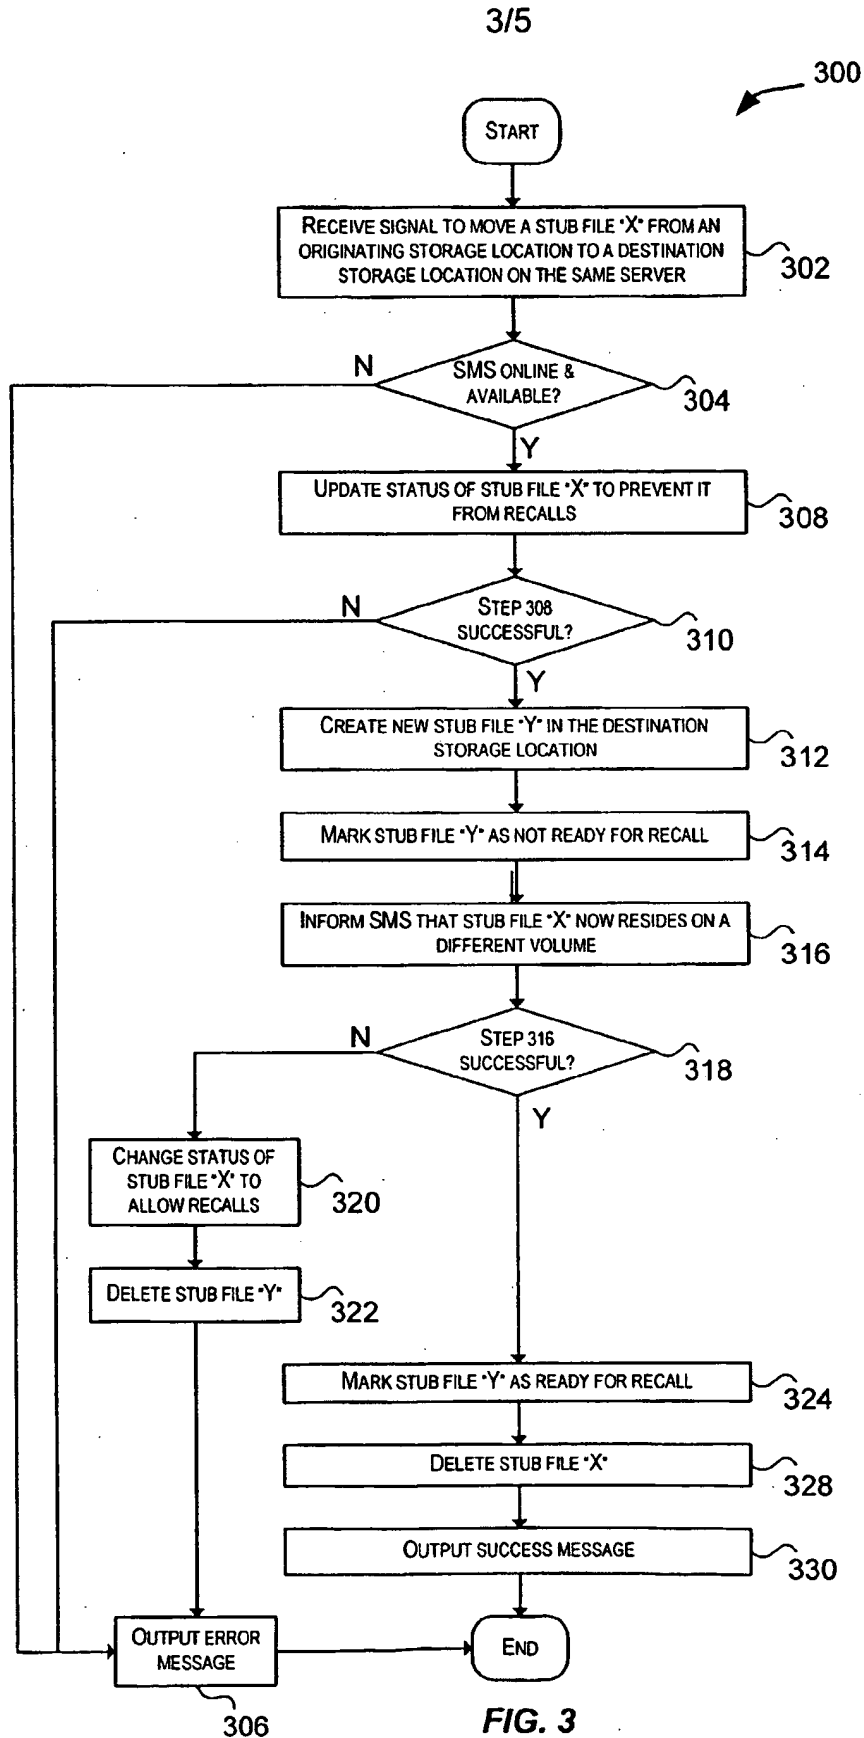 3/5
300
START
RECEIVE SIGNAL TO MOVE A STUB FILE "X" FROM AN
ORIGINATING STORAGE LOCATION TO A DESTINATION
STORAGE LOCATION ON THE SAME SERVER
302
N
SMS ONLINE &
AVAILABLE?
304
Y
UPDATE STATUS OF STUB FILE "X" TO PREVENT IT
FROM RECALLS
308
N
STEP 308
SUCCESSFUL?
310
Y
CREATE NEW STUB FILE "Y" IN THE DESTINATION
STORAGE LOCATION
312
MARK STUB FILE "Y" AS NOT READY FOR RECALL
314
INFORM SMS THAT STUB FILE "X" NOW RESIDES ON A
DIFFERENT VOLUME
316
N
STEP 316
SUCCESSFUL?
318
Y
CHANGE STATUS OF
STUB FILE "X" TO
ALLOW RECALLS
320
DELETE STUB FILE "Y"
322
MARK STUB FILE "Y" AS READY FOR RECALL
324
DELETE STUB FILE "X"
328
OUTPUT SUCCESS MESSAGE
330
OUTPUT ERROR
MESSAGE
306
END
FIG. 3